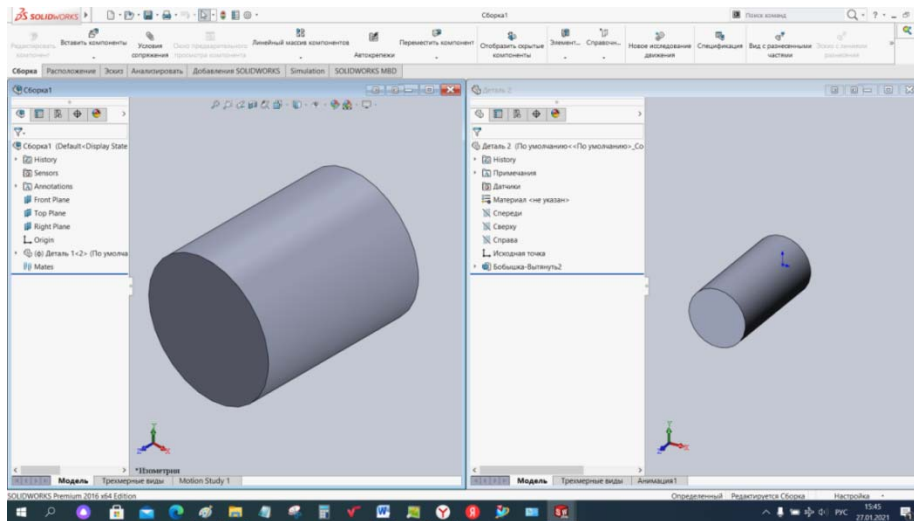 SOLIDWORKS
Сборка1
Поиск команд
Редактировать компонент
Вставить компоненты
Условия сопряжения
Линейный массив компонентов
Автокрепежи
Переместить компонент
Отобразить скрытые компоненты
Элемент...
Справочн...
Новое исследование движения
Спецификация
Вид с разнесенными частями
Сборка Расположение Эскиз Анализировать Добавления SOLIDWORKS Simulation SOLIDWORKS MBD
Сборка1
Сборка1 (Default<Display State
History
Sensors
Annotations
Front Plane
Top Plane
Right Plane
Origin
(ф) Деталь 1<2> (По умолча
Mates
*Изометрия
Модель Трехмерные виды Motion Study 1
Деталь 2
Деталь 2 (По умолчанию<<По умолчанию>_Co
History
Примечания
Датчики
Материал <не указан>
Спереди
Сверху
Справа
Исходная точка
Бобышка-Вытянуть2
Модель Трехмерные виды Анимация1
SOLIDWORKS Premium 2016 x64 Edition
Определенный Редактируется Сборка Настройка
РУС
15:45
27.01.2021